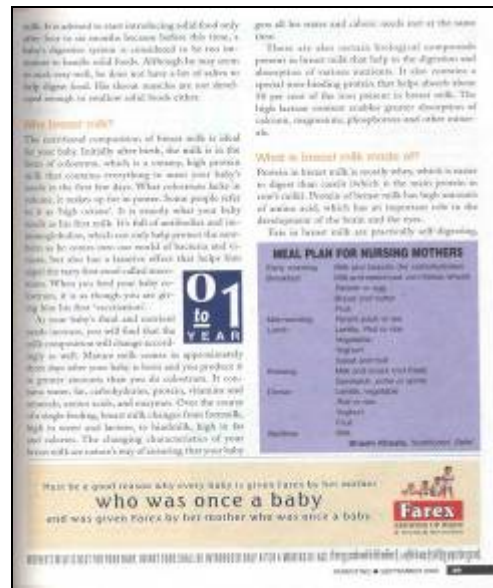 milk. It is advised to start introducing solid food only
after four to six months because before this time, a
baby's digestive system is considered to be too im-
mature to handle solid foods. Although he may seem
to suck very well, he does not have a lot of saliva to
help digest food. His throat muscles are not devel-
oped enough to swallow solid foods either.
Why breast milk?
The nutritional composition of breast milk is ideal
for your baby. Initially after birth, the milk is in the
form of colostrum, which is a creamy, high protein
milk that contains everything to meet your baby's
needs in the first few days. What colostrum lacks in
volume, it makes up for in power. Some people refer
to it as 'high octane'. It is exactly what your baby
needs as his first milk. It's full of antibodies and im-
munoglobulins, which not only help protect the new-
born as he comes into our world of bacteria and vi-
ruses, but also has a laxative effect that helps him
expel the tarry first stool called meco-
nium. When you feed your baby co-
lostrum, it is as though you are giv-
ing him his first 'vaccination'.
As your baby's food and nutrient
needs increase, you will find that the
milk composition will change accord-
ingly as well. Mature milk comes in approximately
three days after your baby is born and you produce it
in greater amounts than you do colostrum. It con-
tains water, fat, carbohydrates, protein, vitamins and
minerals, amino acids, and enzymes. Over the course
of a single feeding, breast milk changes from foremilk,
high in water and lactose, to hindmilk, high in fat
and calories. The changing characteristics of your
breast milk are nature's way of ensuring that your baby
0 to 1
YEAR
gets all his water and caloric needs met at the same
time.
There are also certain biological compounds
present in breast milk that help in the digestion and
absorption of various nutrients. It also contains a
special iron-binding protein that helps absorb about
50 per cent of the iron present in breast milk. The
high lactose content enables greater absorption of
calcium, magnesium, phosphorous and other miner-
als.
What is breast milk made of?
Protein in breast milk is mostly whey, which is easier
to digest than casein (which is the main protein in
cow's milk). Protein of breast milk has high amounts
of amino acid, which has an important role in the
development of the brain and the eyes.
Fats in breast milk are practically self-digesting,
MEAL PLAN FOR NURSING MOTHERS
Early morning Milk and biscuits (for carbohydrates)
Breakfast
Paneer or egg
Bread and butter
Fruit
Mid-morning
Lunch Lentils,
Vegetable
Yoghurt
Salad and fruit
Evening
Dinner Lentils, vegetable
Yoghurt
Fruit
Bedtime Milk
Must be a good reason why every baby is given Farex by her mother
who was once a baby
and was given Farex by her mother who was once a baby.
Farex
SEPTEMBER